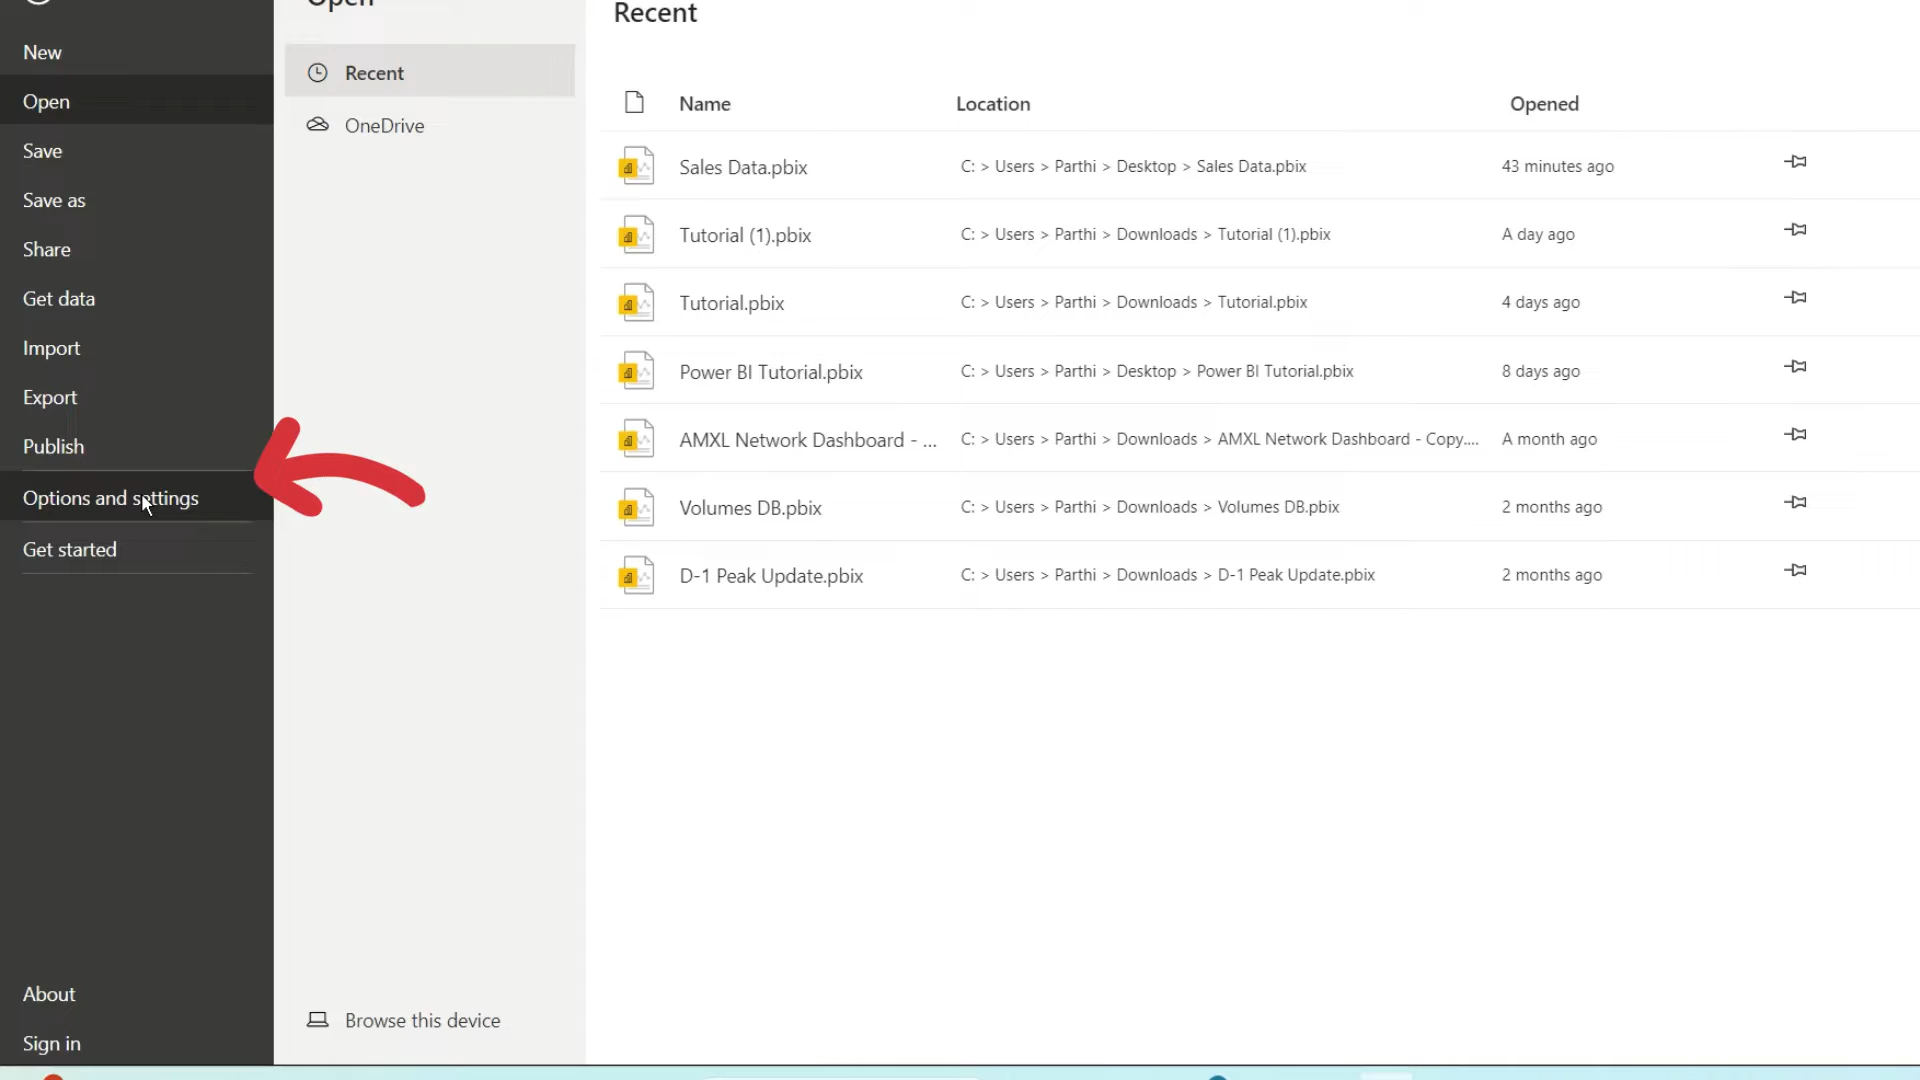 New
Open
Save
Save as
Share
Get data
Import
Export
Publish
Options and settings
Get started
About
Sign in
Open
Recent
OneDrive
Browse this device
Recent
Name Location Opened
Sales Data.pbix C: > Users > Parthi > Desktop > Sales Data.pbix 43 minutes ago
Tutorial (1).pbix C: > Users > Parthi > Downloads > Tutorial (1).pbix A day ago
Tutorial.pbix C: > Users > Parthi > Downloads > Tutorial.pbix 4 days ago
Power BI Tutorial.pbix C: > Users > Parthi > Desktop > Power BI Tutorial.pbix 8 days ago
AMXL Network Dashboard - ... C: > Users > Parthi > Downloads > AMXL Network Dashboard - Copy.... A month ago
Volumes DB.pbix C: > Users > Parthi > Downloads > Volumes DB.pbix 2 months ago
D-1 Peak Update.pbix C: > Users > Parthi > Downloads > D-1 Peak Update.pbix 2 months ago